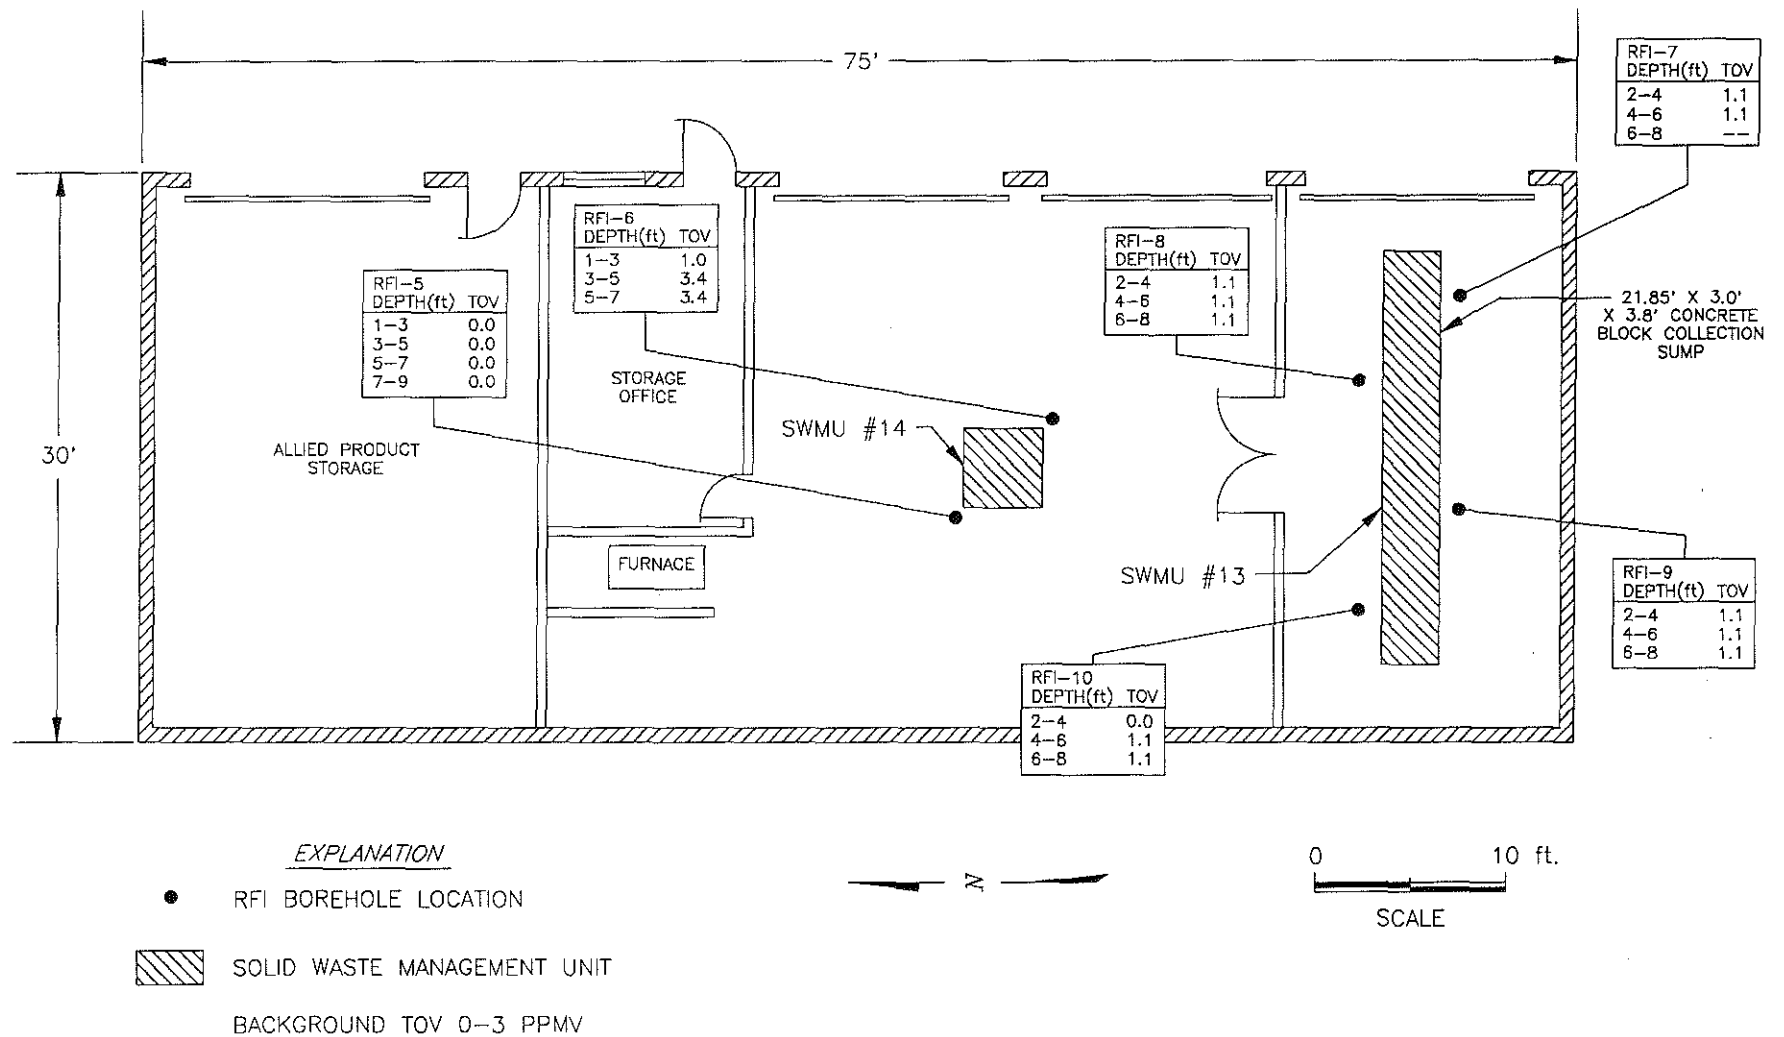 75'
RFI-7
DEPTH(ft) TOV
2-4 1.1
4-6 1.1
6-8 --
RFI-6
DEPTH(ft) TOV
1-3 1.0
3-5 3.4
5-7 3.4
RFI-8
DEPTH(ft) TOV
2-4 1.1
4-6 1.1
6-8 1.1
RFI-5
DEPTH(ft) TOV
1-3 0.0
3-5 0.0
5-7 0.0
7-9 0.0
21.85' X 3.0'
X 3.8' CONCRETE
BLOCK COLLECTION
SUMP
STORAGE
OFFICE
SWMU #14
30'
ALLIED PRODUCT
STORAGE
FURNACE
SWMU #13
RFI-9
DEPTH(ft) TOV
2-4 1.1
4-6 1.1
6-8 1.1
RFI-10
DEPTH(ft) TOV
2-4 0.0
4-6 1.1
6-8 1.1
EXPLANATION
RFI BOREHOLE LOCATION
SOLID WASTE MANAGEMENT UNIT
BACKGROUND TOV 0-3 PPMV
N
0 10 ft.
SCALE